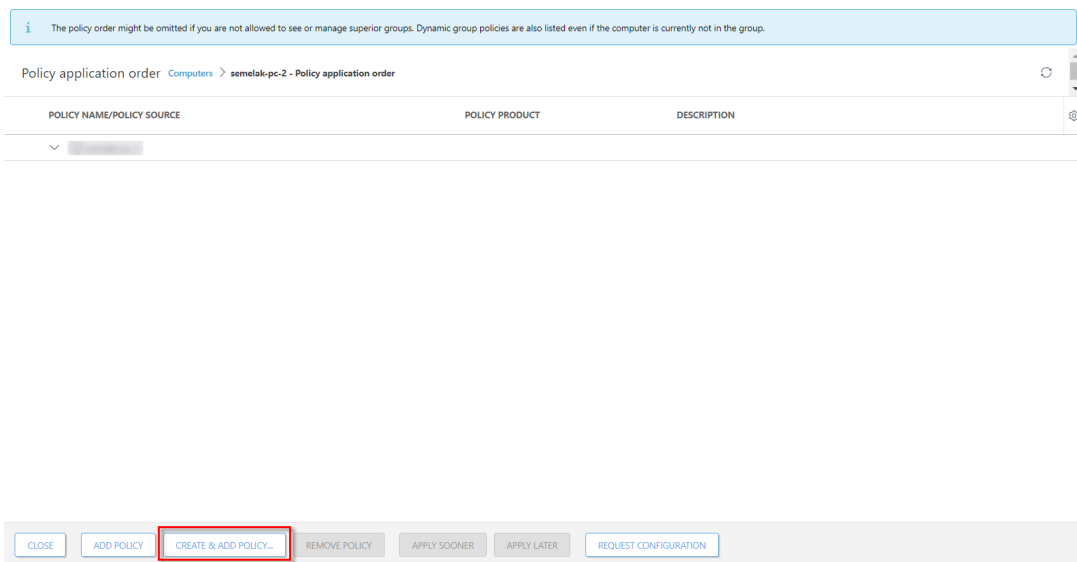 The policy order might be omitted if you are not allowed to see or manage superior groups. Dynamic group policies are also listed even if the computer is currently not in the group.
Policy application order Computers > semelak-pc-2 - Policy application order
POLICY NAME/POLICY SOURCE POLICY PRODUCT DESCRIPTION
CLOSE ADD POLICY CREATE & ADD POLICY... REMOVE POLICY APPLY SOONER APPLY LATER REQUEST CONFIGURATION